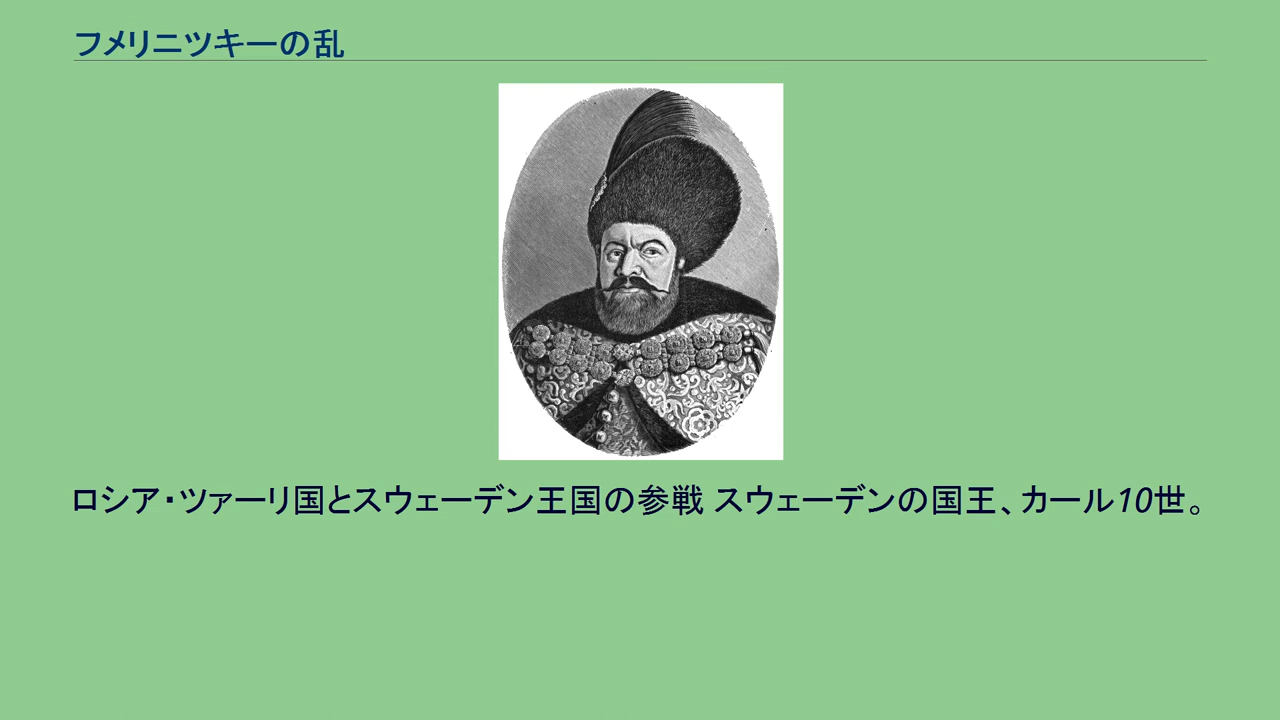 フメリニツキーの乱
ロシア・ツァーリ国とスウェーデン王国の参戦 スウェーデンの国王、カール10世。